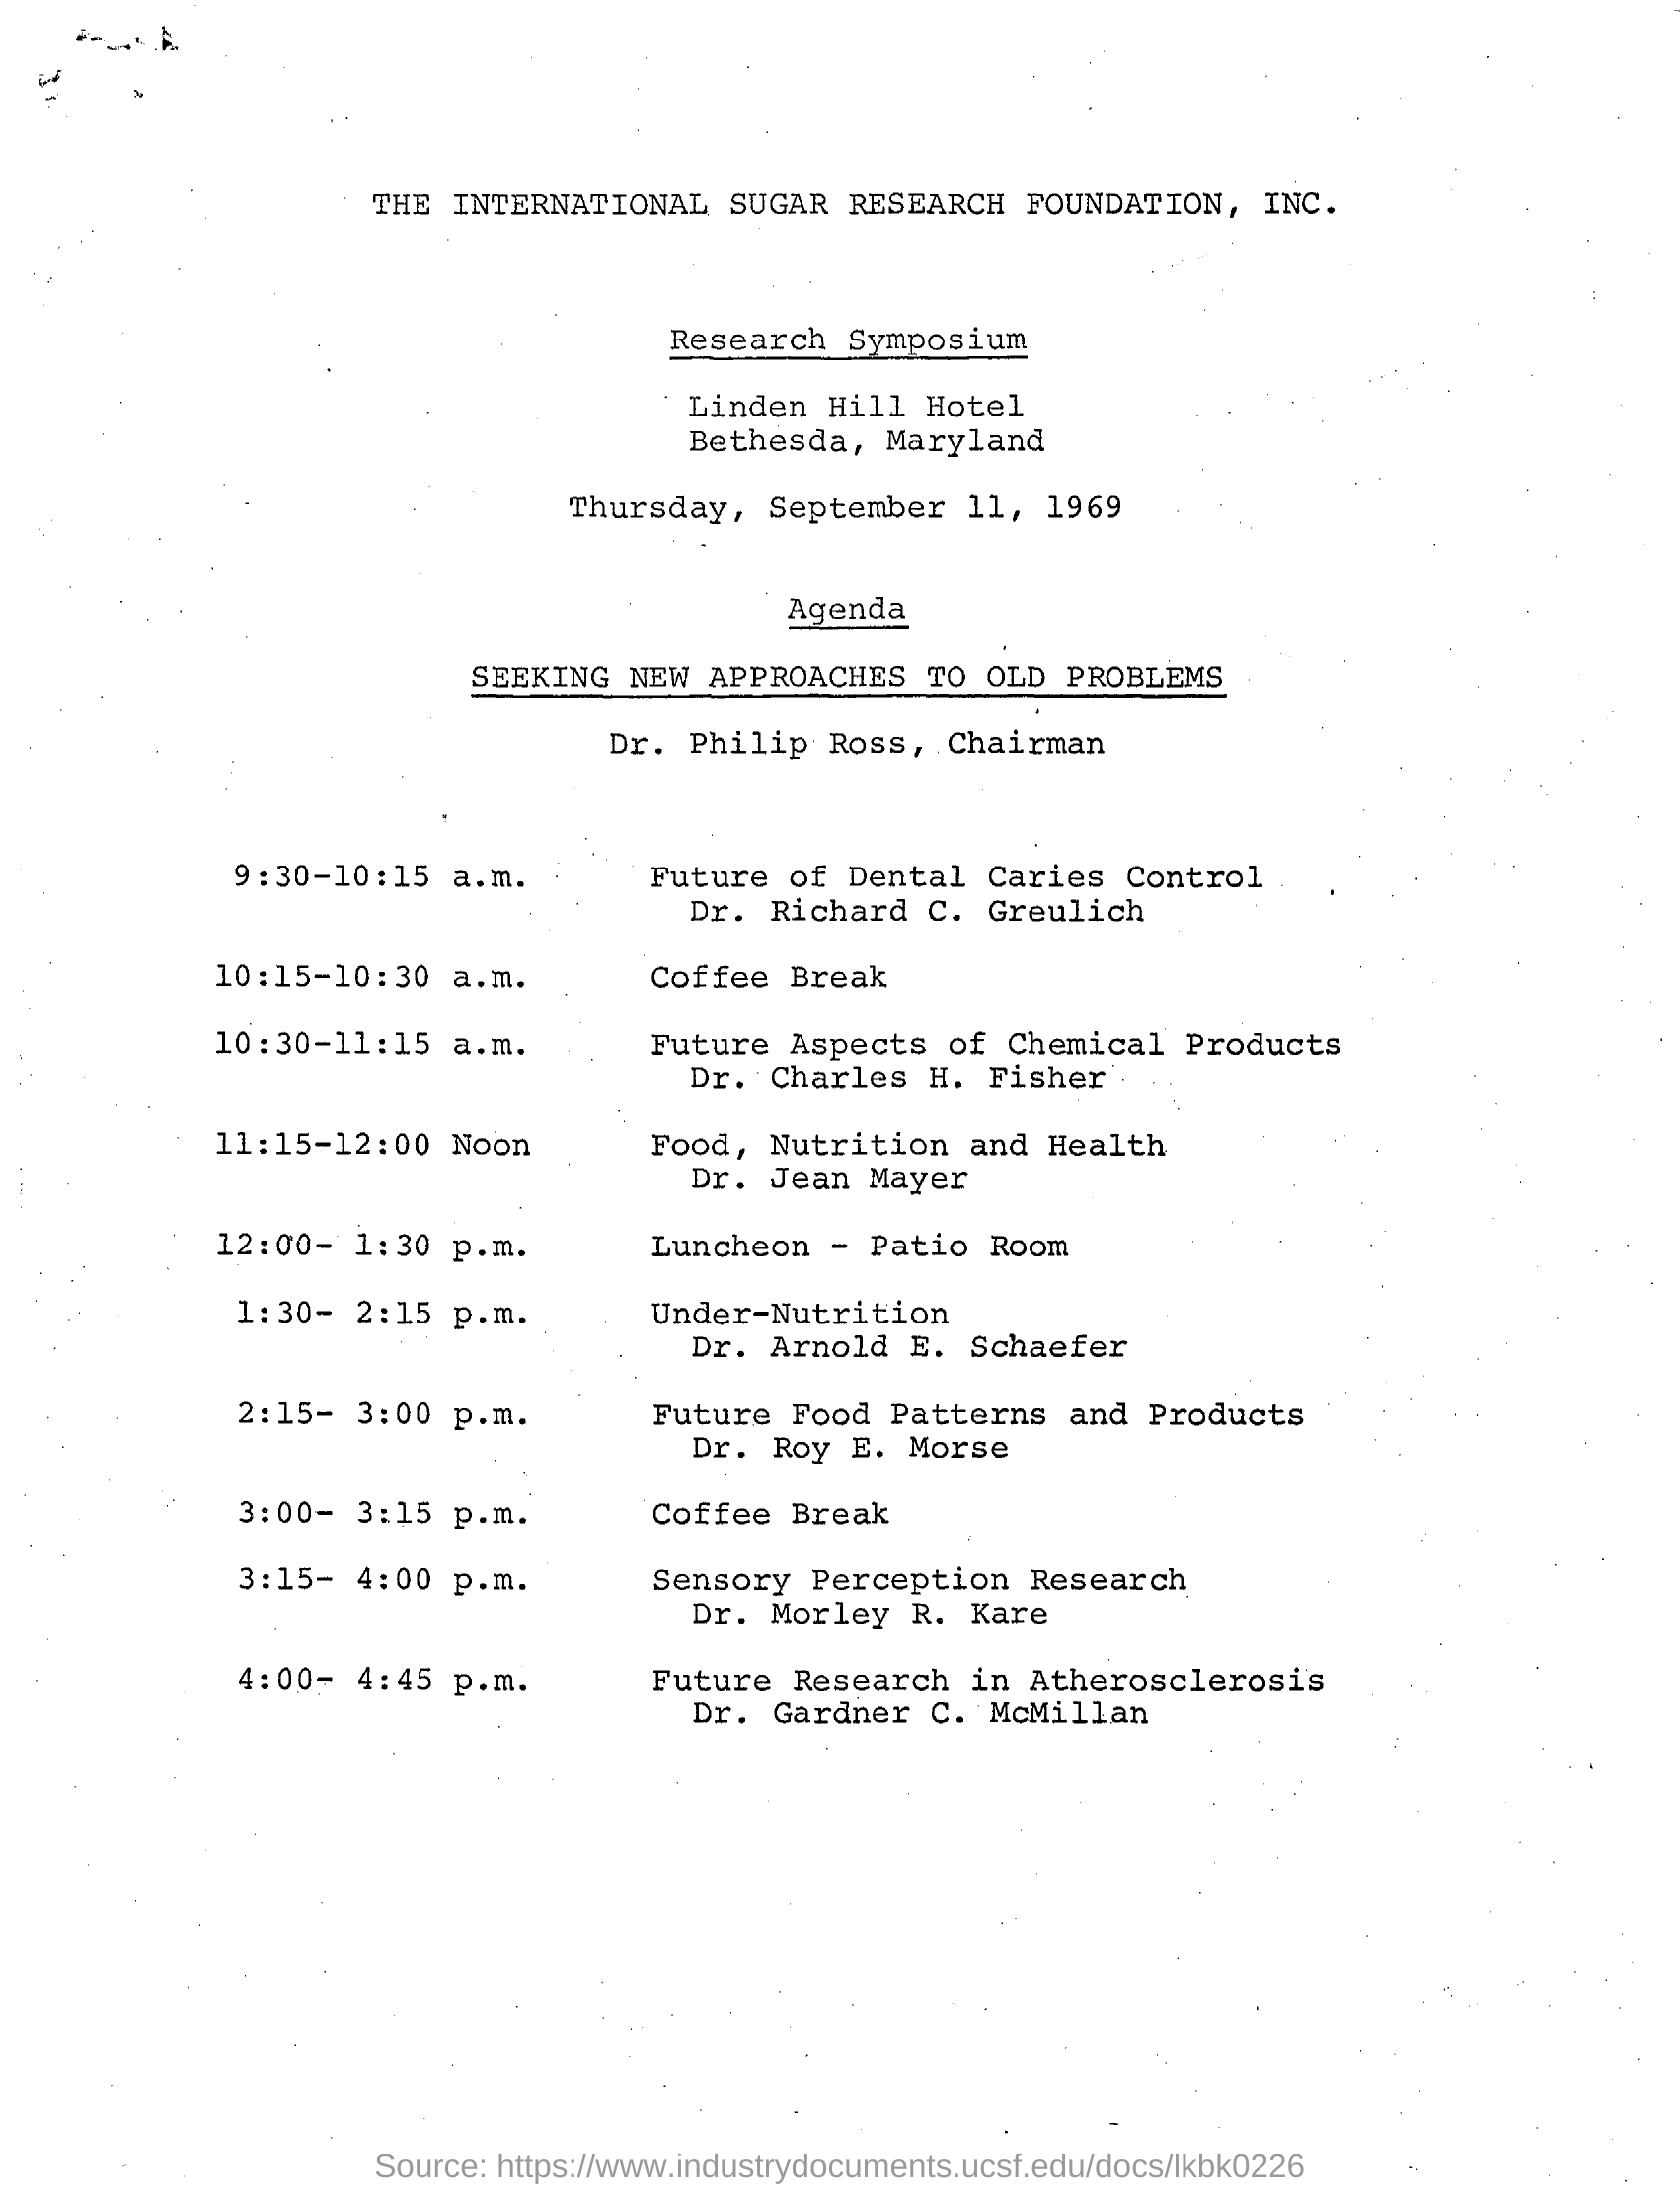 THE INTERNATIONAL SUGAR RESEARCH FOUNDATION, INC.
Research Symposium
Linden Hill Hotel
Bethesda, Maryland
Thursday, September 11, 1969
Agenda
SEEKING NEW APPROACHES TO OLD PROBLEMS
Dr. Philip Ross, Chairman
9:30-10:15 a.m. Future of Dental Caries Control
Dr. Richard C. Greulich
10:15-10:30 a.m. Coffee Break
10:30-11:15 a.m. Future Aspects of Chemical Products
Dr. Charles H. Fisher
11:15-12:00 Noon Food, Nutrition and Health
Dr. Jean Mayer
12:00- 1:30 p.m. Luncheon - Patio Room
1:30- 2:15 p.m. Under-Nutrition
Dr. Arnold E. Schaefer
2:15- 3:00 p.m. Future Food Patterns and Products
Dr. Roy E. Morse
3:00- 3:15 p.m. Coffee Break
3:15- 4:00 p.m. Sensory Perception Research
Dr. Morley R. Kare
4:00- 4:45 p.m. Future Research in Atherosclerosis
Dr. Gardner C. McMillan
Source: https://www.industrydocuments.ucsf.edu/docs/lkbk0226